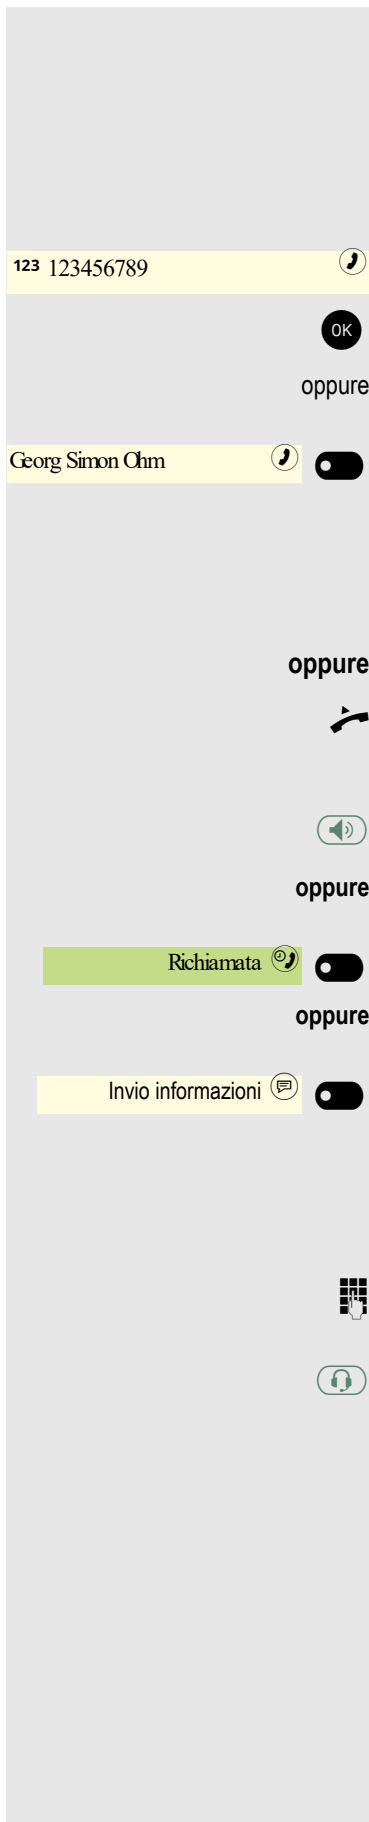 123 123456789
OK
oppure
Georg Simon Ohm
oppure
oppure
Richiamata
oppure
Invio informazioni